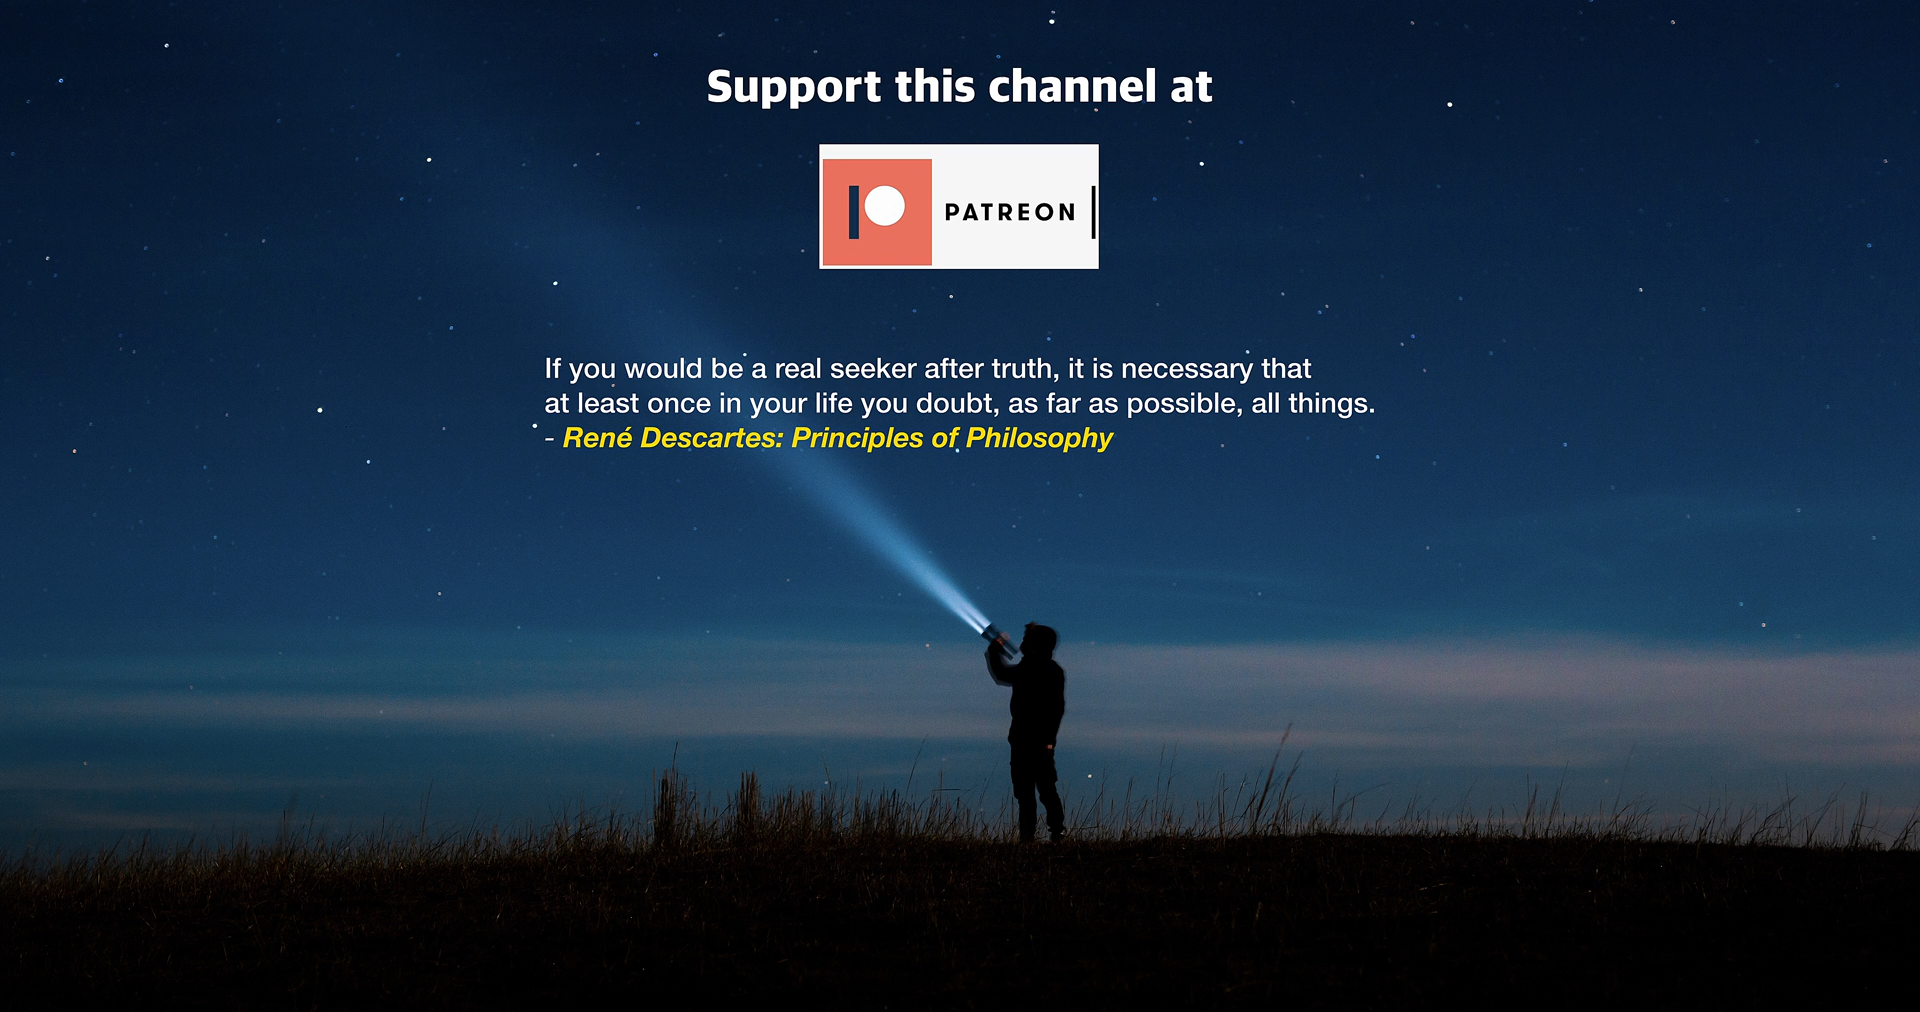 Support this channel at
PATREON
If you would be a real seeker after truth, it is necessary that
at least once in your life you doubt, as far as possible, all things.
- René Descartes: Principles of Philosophy